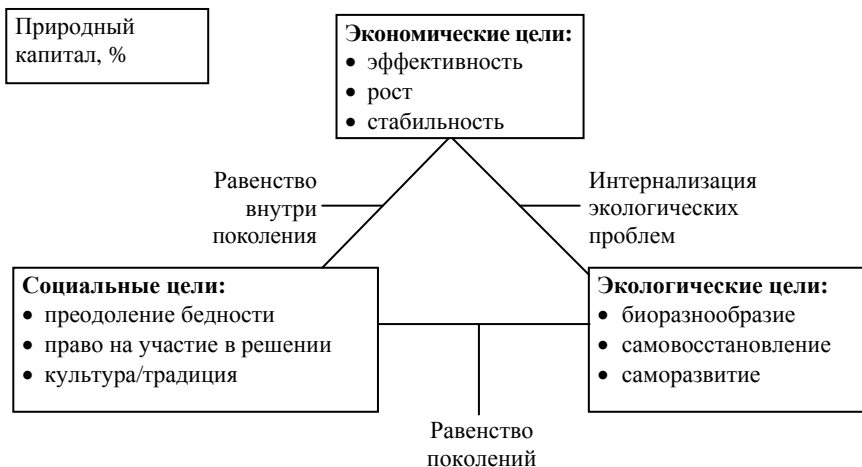 Природный
капитал, %
Экономические цели:
• эффективность
• рост
• стабильность
Равенство
внутри
поколения
Интернализация
экологических
проблем
Социальные цели:
• преодоление бедности
• право на участие в решении
• культура/традиция
Экологические цели:
• биоразнообразие
• самовосстановление
• саморазвитие
Равенство
поколений